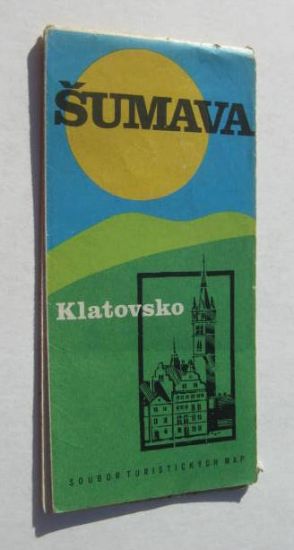 ŠUMAVA
Klatovsko
SOUBOR TURISTICKÝCH MAP